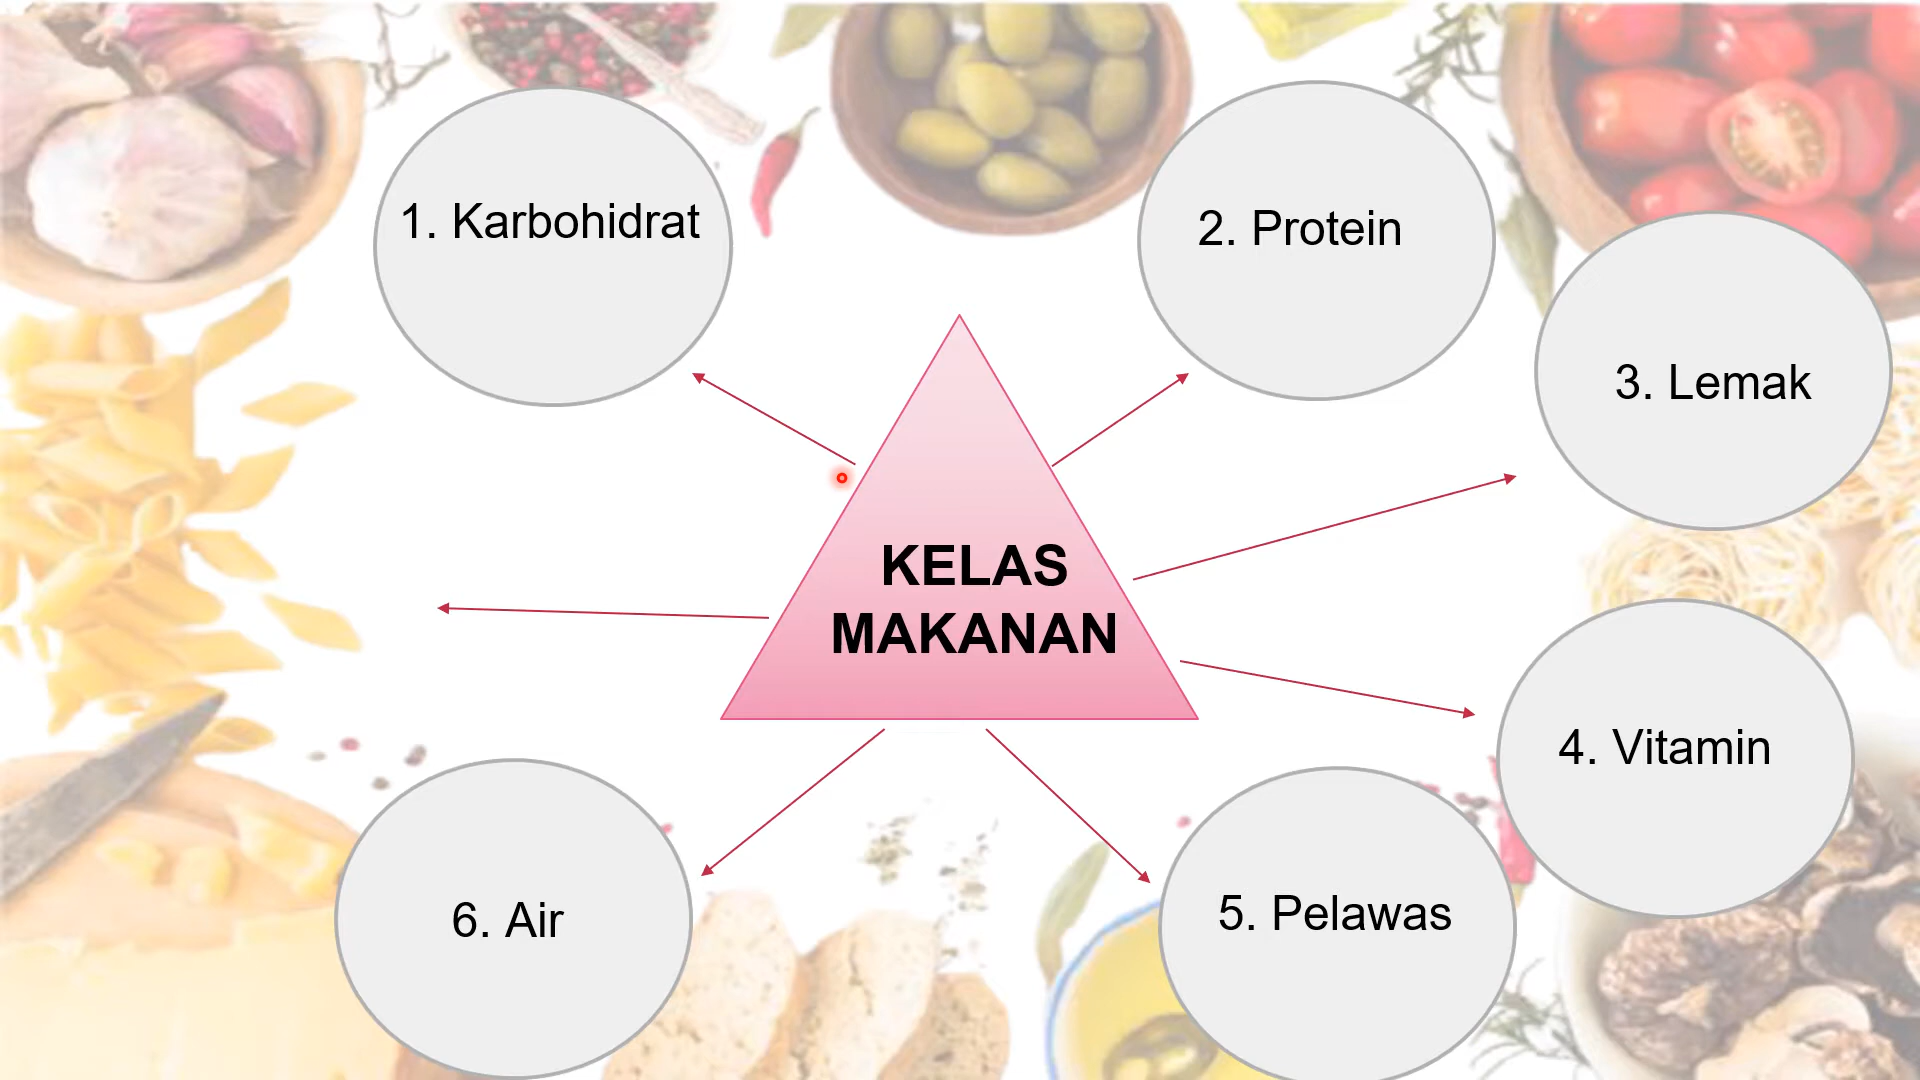 1. Karbohidrat
2. Protein
3. Lemak
KELAS
MAKANAN
4. Vitamin
5. Pelawas
6. Air